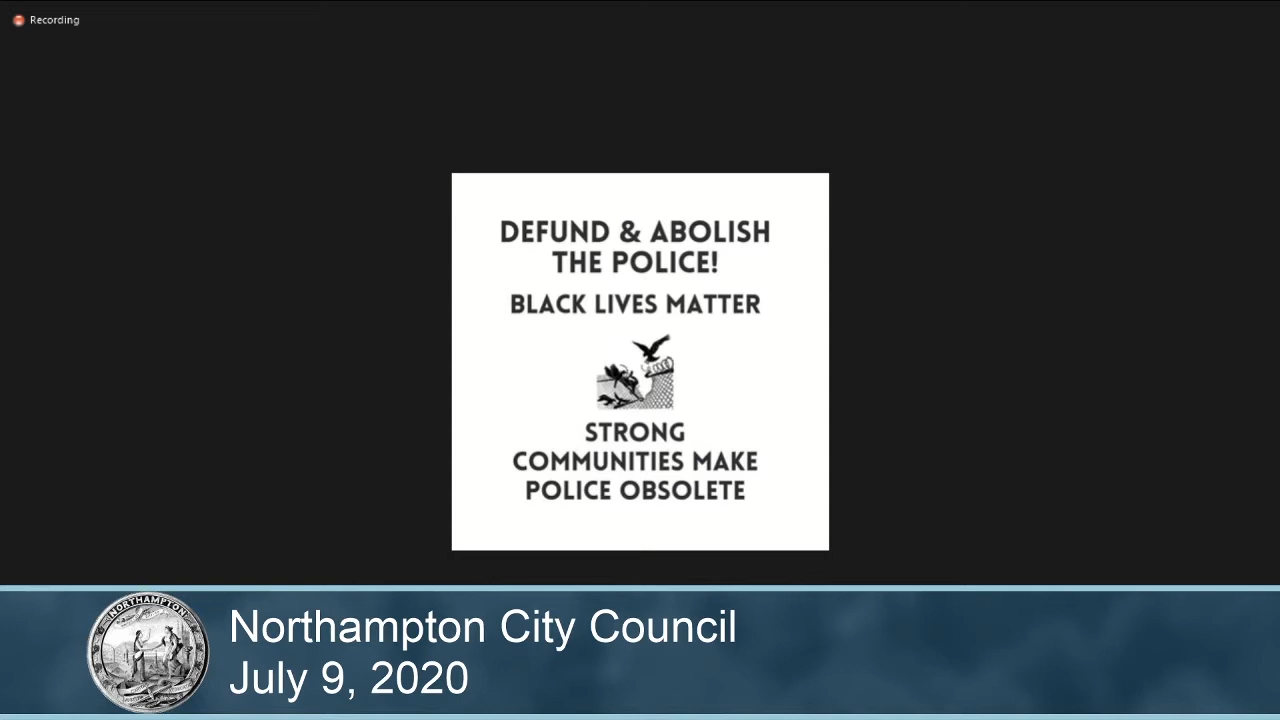 Recording
DEFUND & ABOLISH
THE POLICE!
BLACK LIVES MATTER
STRONG
COMMUNITIES MAKE
POLICE OBSOLETE
NORTHAMPTON
Northampton City Council
July 9, 2020